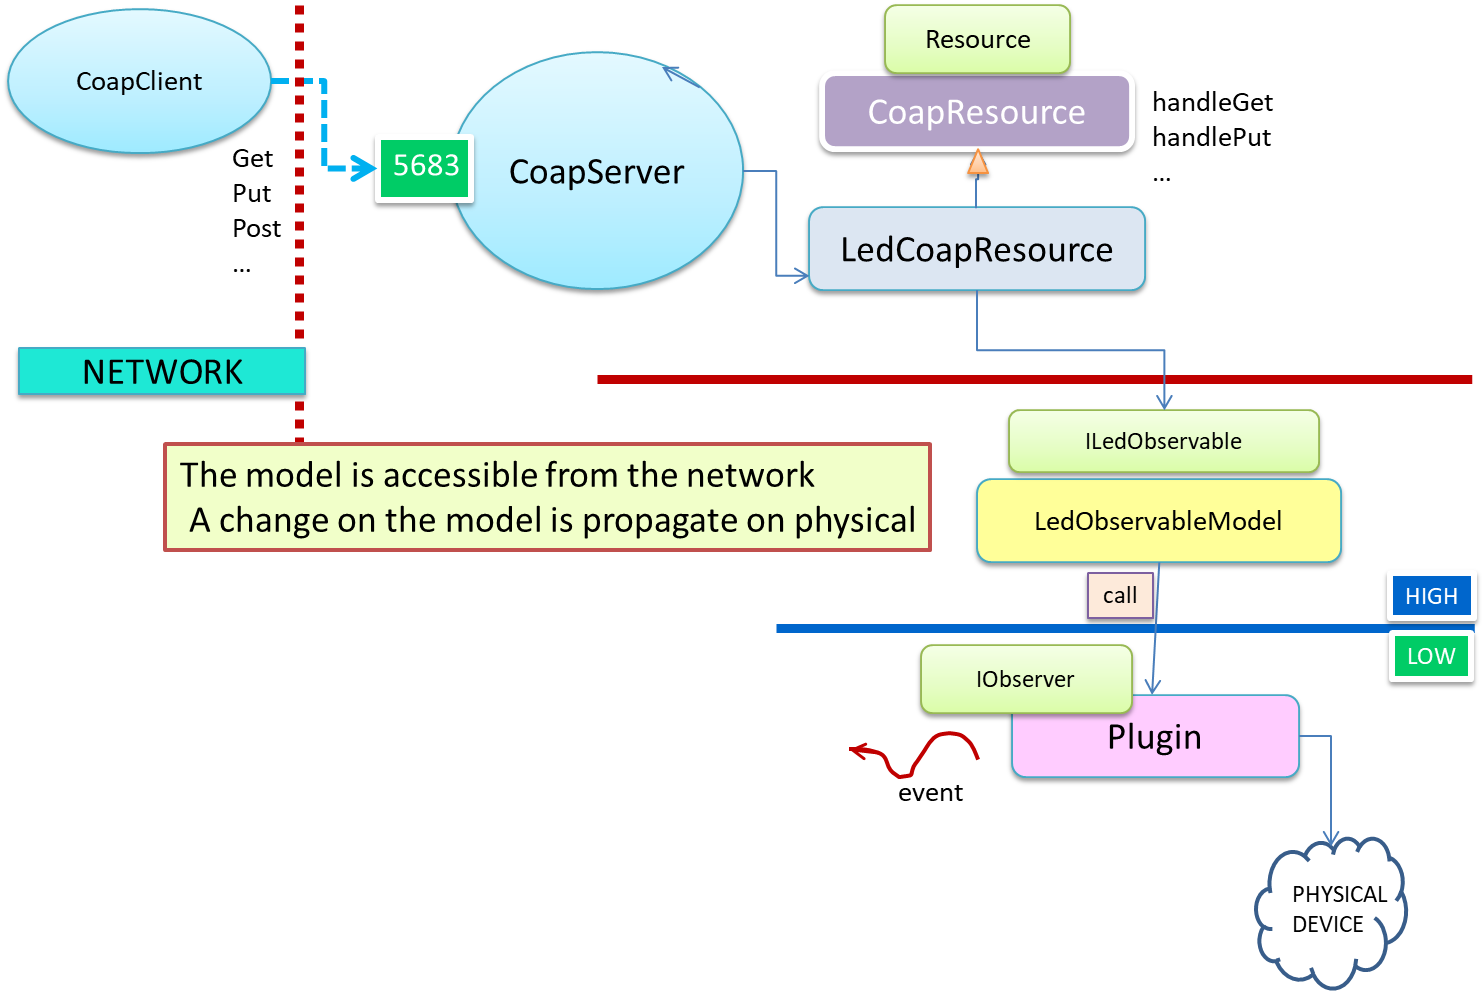 CoapClient
Get
Put
Post
...
5683
CoapServer
Resource
CoapResource
handleGet
handlePut
...
LedCoapResource
NETWORK
The model is accessible from the network
A change on the model is propagate on physical
ILedObservable
LedObservableModel
call
HIGH
LOW
IObserver
Plugin
event
PHYSICAL
DEVICE